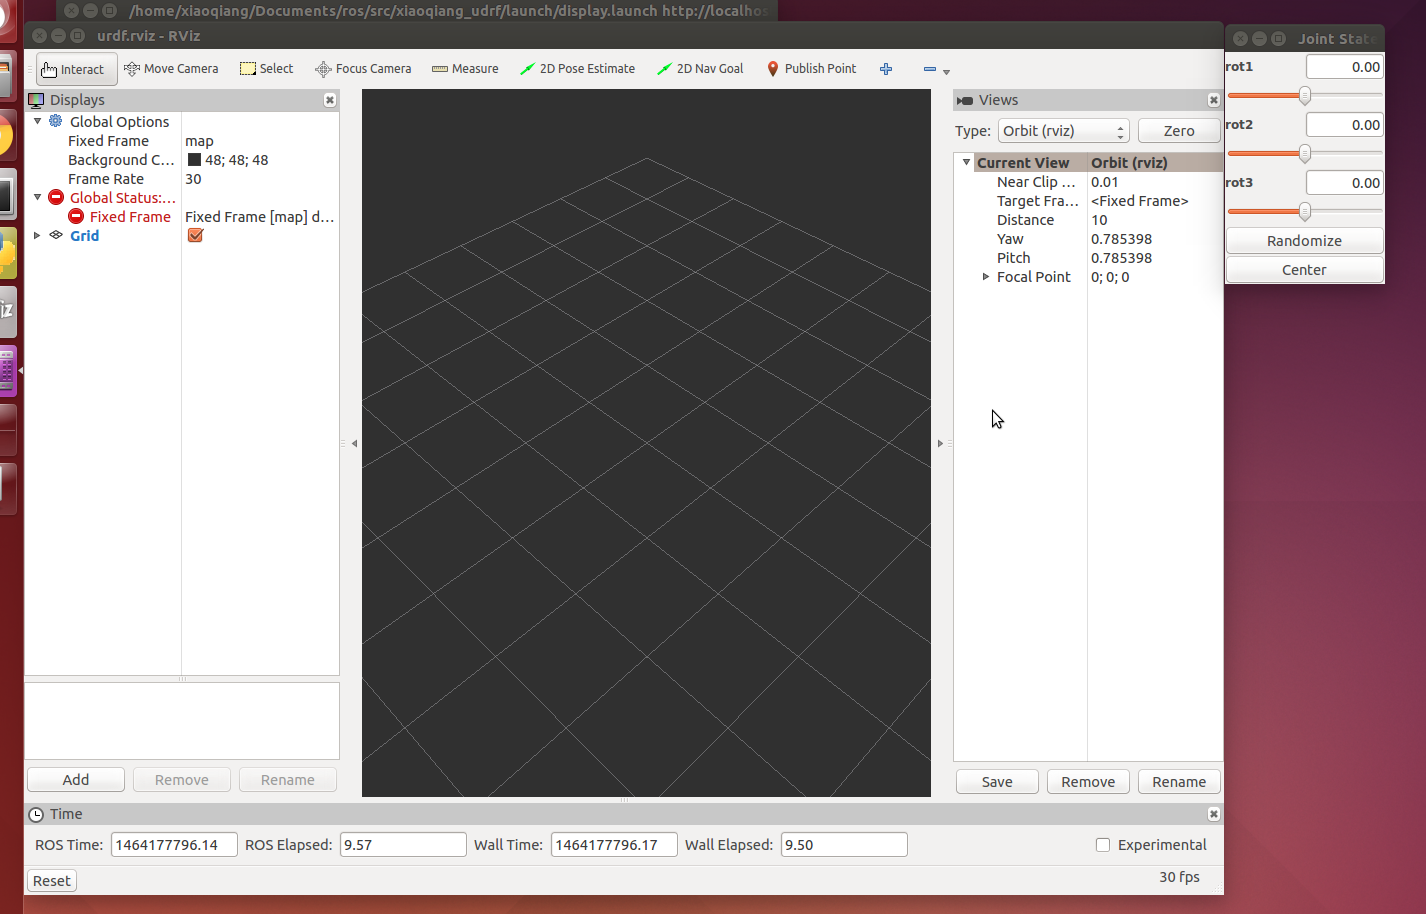 /home/xiaoqiang/Documents/ros/src/xiaoqiang_udrf/launch/display.launch http://localhos
urdf.rviz - RViz
Interact Move Camera Select Focus Camera Measure 2D Pose Estimate 2D Nav Goal Publish Point
Displays
Global Options
Fixed Frame map
Background C... 48; 48; 48
Frame Rate 30
Global Status:...
Fixed Frame Fixed Frame [map] d...
Grid
Views
Type: Orbit (rviz) Zero
Current View Orbit (rviz)
Near Clip ... 0.01
Target Fra... <Fixed Frame>
Distance 10
Yaw 0.785398
Pitch 0.785398
Focal Point 0; 0; 0
Joint State
rot1 0.00
rot2 0.00
rot3 0.00
Randomize
Center
Add Remove Rename
Save Remove Rename
Time
ROS Time: 1464177796.14 ROS Elapsed: 9.57 Wall Time: 1464177796.17 Wall Elapsed: 9.50 Experimental
Reset 30 fps